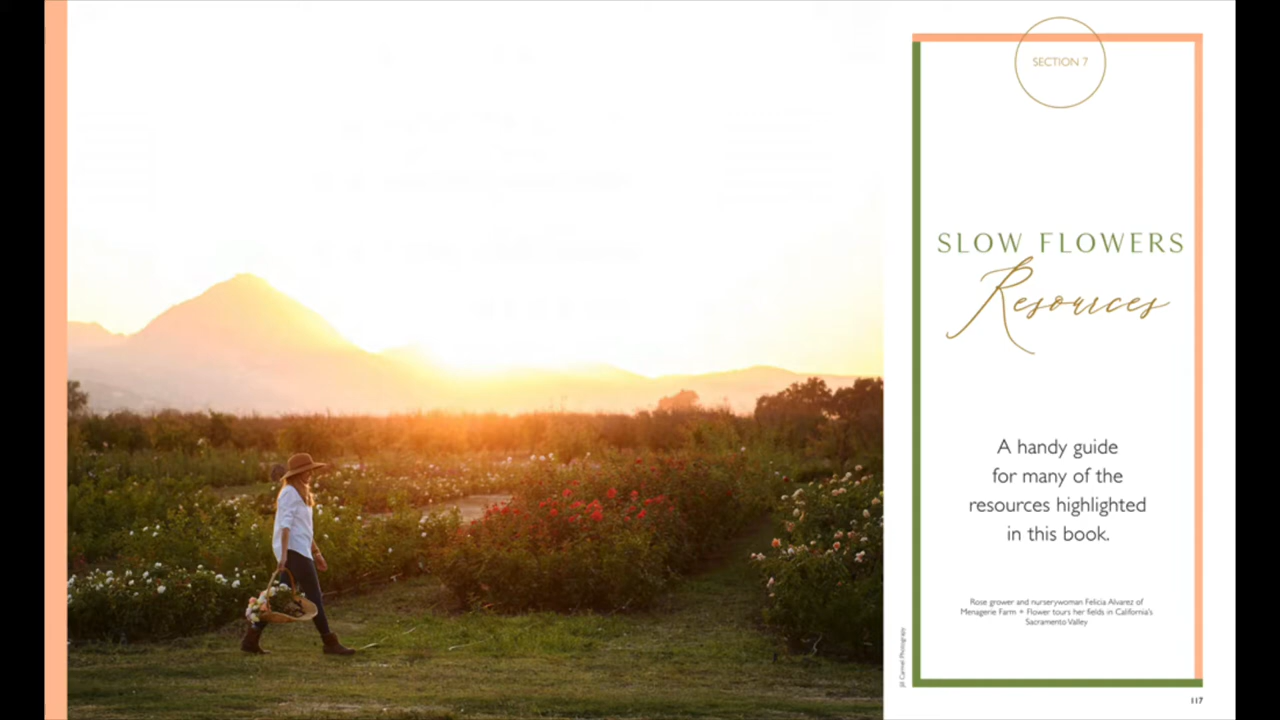 SECTION 7
SLOW FLOWERS
Resources
A handy guide
for many of the
resources highlighted
in this book.
Rose grower and nurserywoman Felicia Alvarez of
Menagerie Farm + Flower tours her fields in California's
Sacramento Valley
Jill Carmel Photography
117